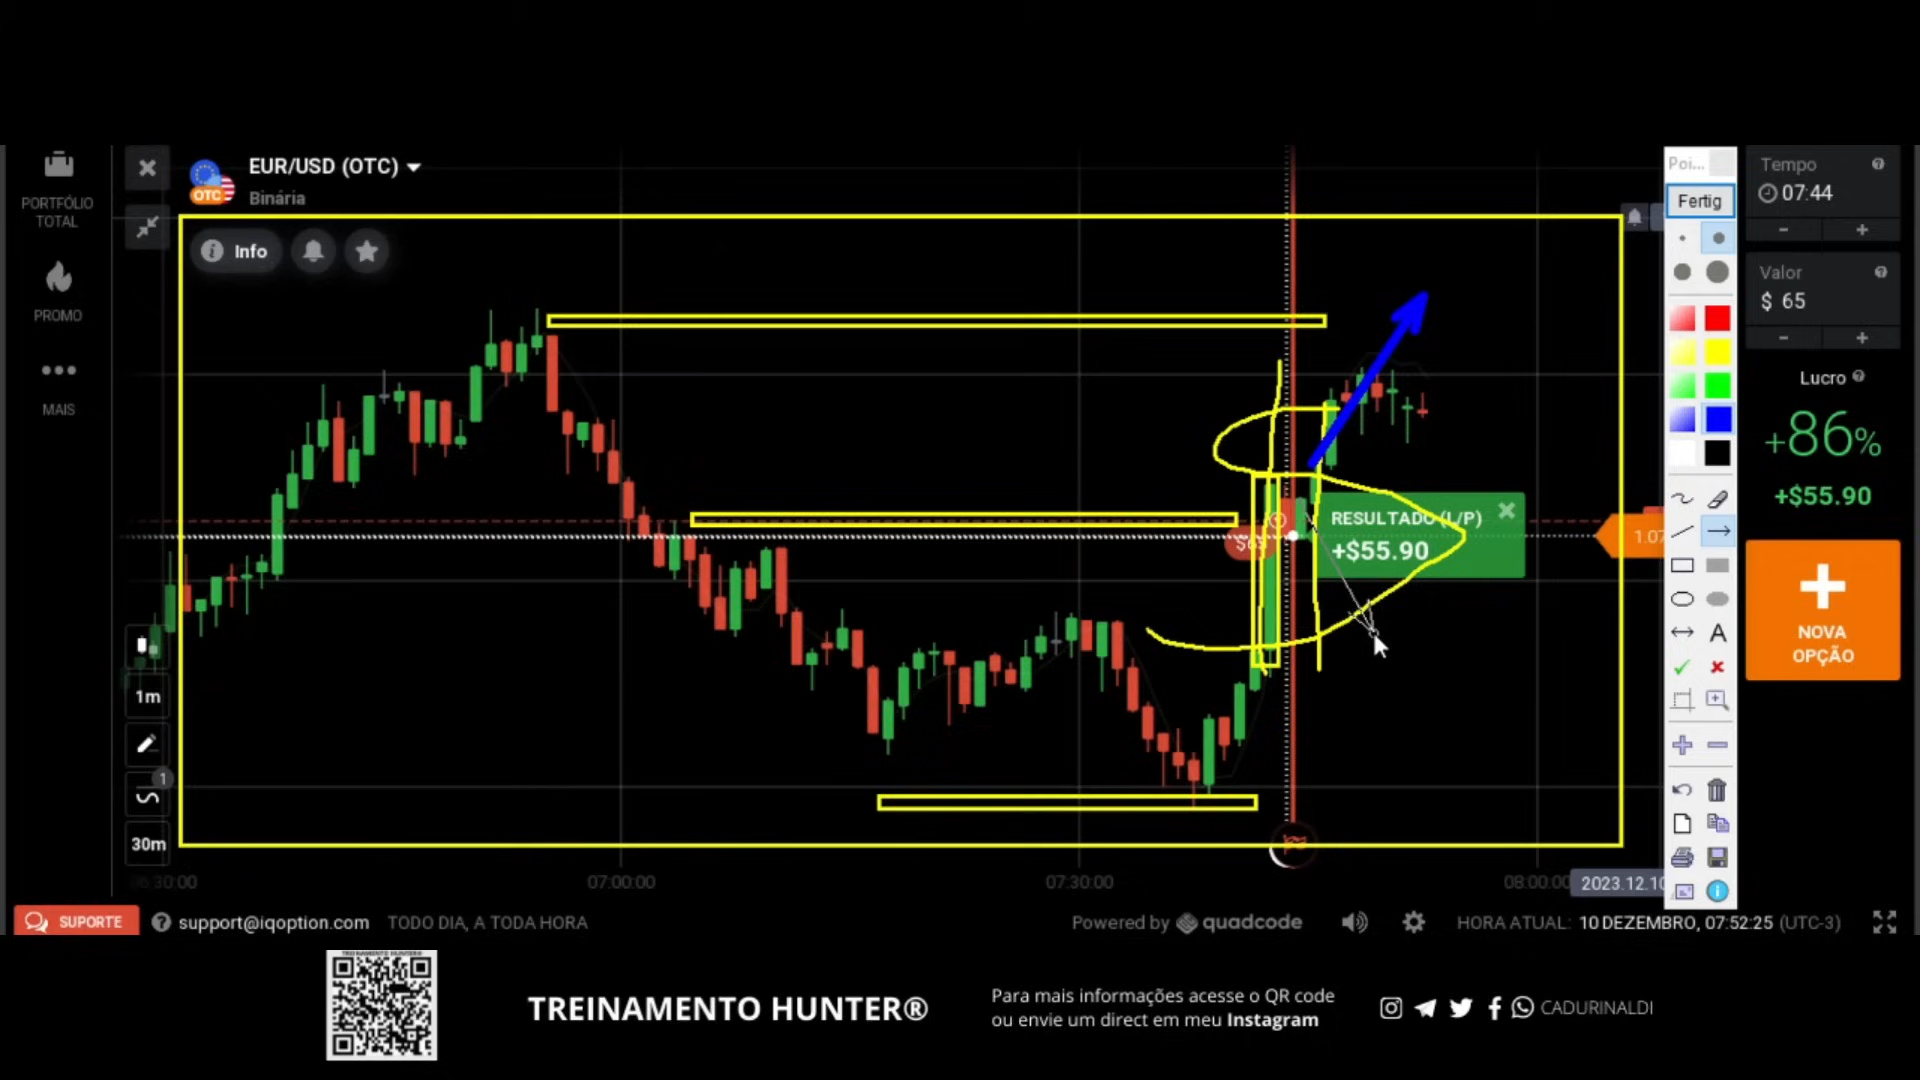 PORTFÓLIO
TOTAL
PROMO
MAIS
EUR/USD (OTC)
OTC
Binária
Info
Poi...
Fertig
A
Tempo
07:44
- +
Valor
$ 65
- +
Lucro
+86%
+$55.90
NOVA
OPÇÃO
RESULTADO (L/P)
+$55.90
1.07
1m
1
30m
07:00:00
07:30:00
08:00:00
2023.12.10
SUPORTE
support@iqoption.com
TODO DIA, A TODA HORA
Powered by quadcode
HORA ATUAL: 10 DEZEMBRO, 07:52:25 (UTC-3)
TREINAMENTO HUNTER®
Para mais informações acesse o QR code
ou envie um direct em meu Instagram
CADURINALDI